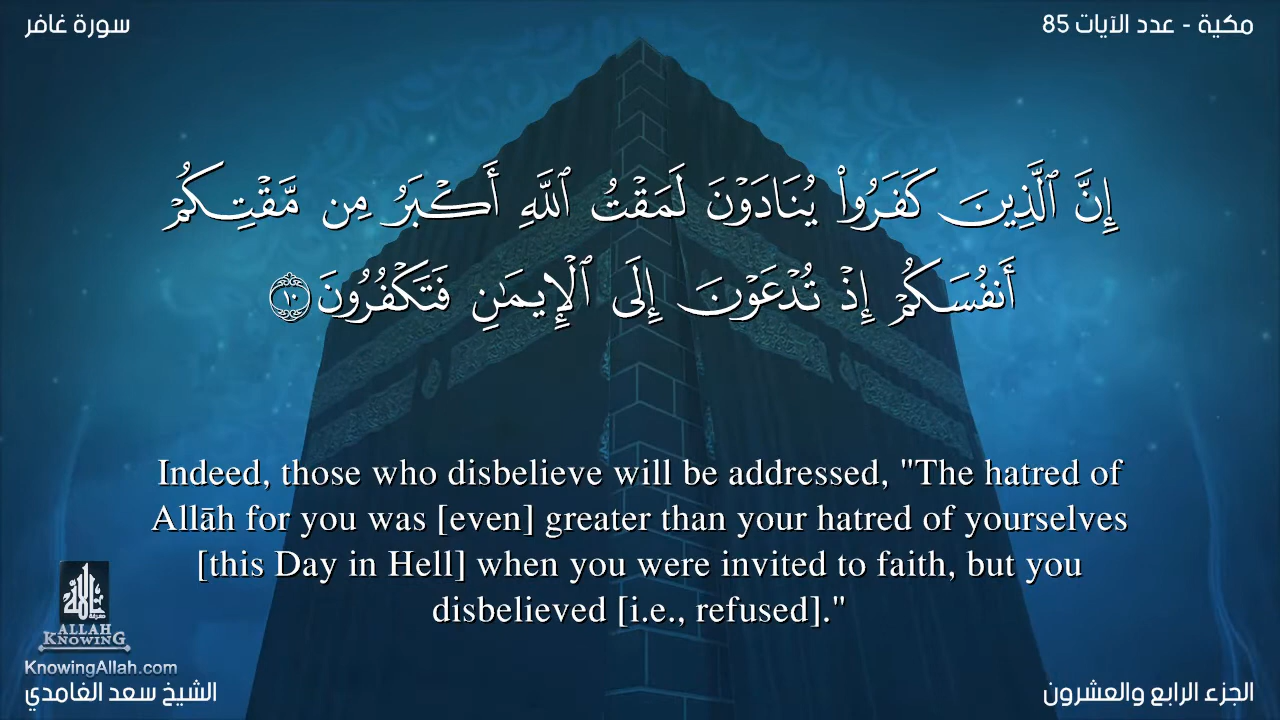 سورة غافر
مكية - عدد الآيات 85
إِنَّ ٱلَّذِينَ كَفَرُوا۟ يُنَادَوْنَ لَمَقْتُ ٱللَّهِ أَكْبَرُ مِن مَّقْتِكُمْ
أَنفُسَكُمْ إِذْ تُدْعَوْنَ إِلَى ٱلْإِيمَـٰنِ فَتَكْفُرُونَ ١٠
Indeed, those who disbelieve will be addressed, "The hatred of
Allāh for you was [even] greater than your hatred of yourselves
[this Day in Hell] when you were invited to faith, but you
disbelieved [i.e., refused]."
معرفة الله
ALLAH
KNOWING
KnowingAllah.com
الشيخ سعد الغامدي
الجزء الرابع والعشرون